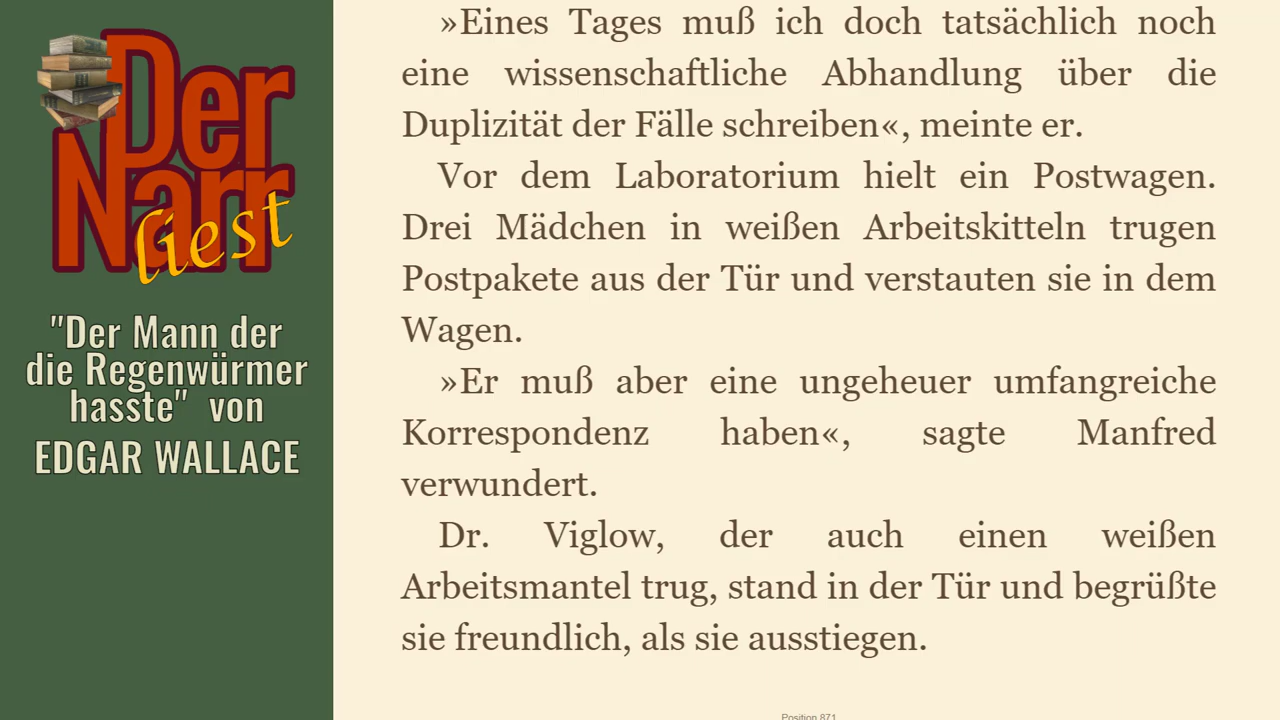 Der
Narr
liest
"Der Mann der
die Regenwürmer
hasste" von
EDGAR WALLACE
»Eines Tages muß ich doch tatsächlich noch
eine wissenschaftliche Abhandlung über die
Duplizität der Fälle schreiben«, meinte er.
Vor dem Laboratorium hielt ein Postwagen.
Drei Mädchen in weißen Arbeitskitteln trugen
Postpakete aus der Tür und verstauten sie in dem
Wagen.
»Er muß aber eine ungeheuer umfangreiche
Korrespondenz haben«, sagte Manfred
verwundert.
Dr. Viglow, der auch einen weißen
Arbeitsmantel trug, stand in der Tür und begrüßte
sie freundlich, als sie ausstiegen.
Position 871